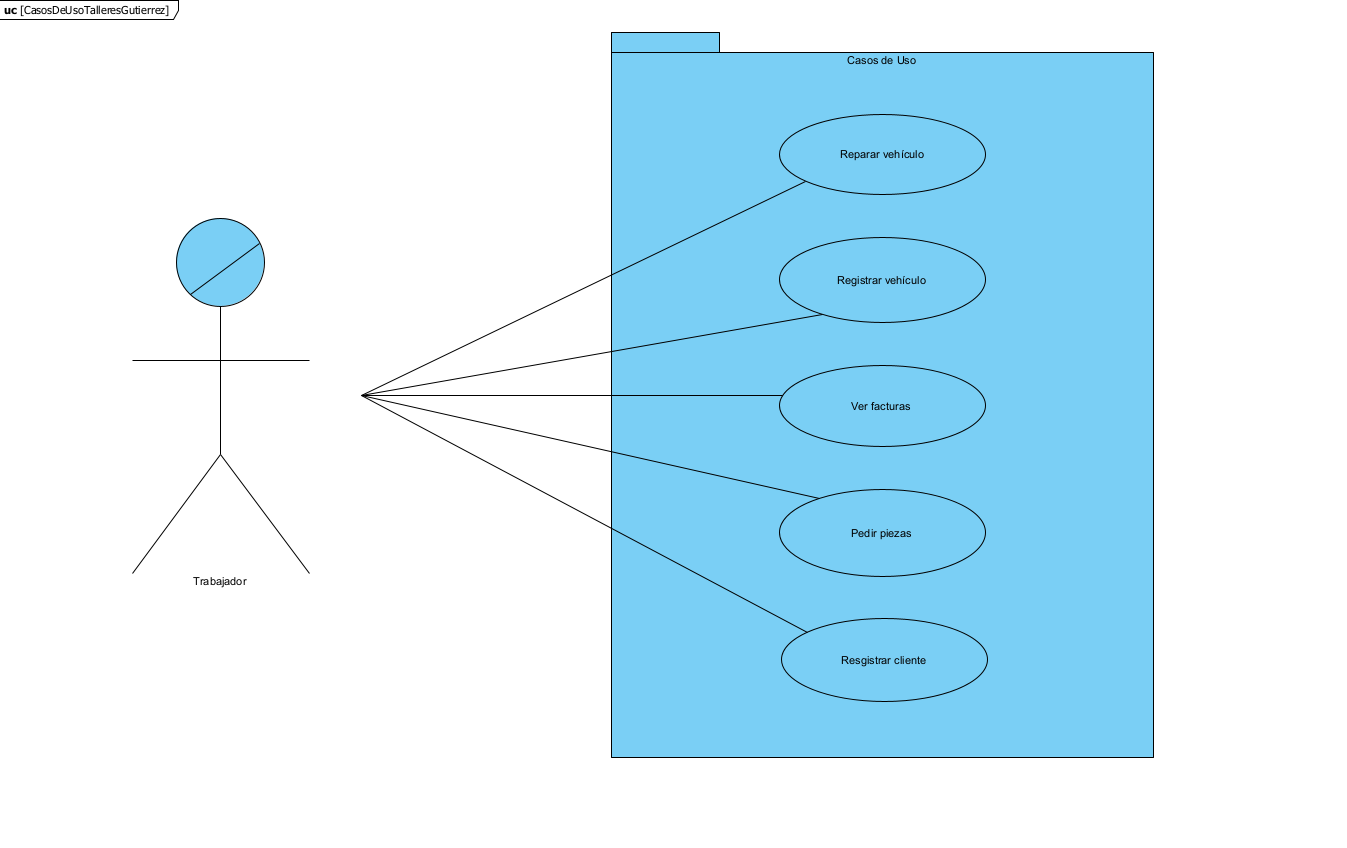 uc [CasosDeUsoTalleresGutierrez]
Casos de Uso
Reparar vehículo
Registrar vehículo
Ver facturas
Pedir piezas
Resgistrar cliente
Trabajador